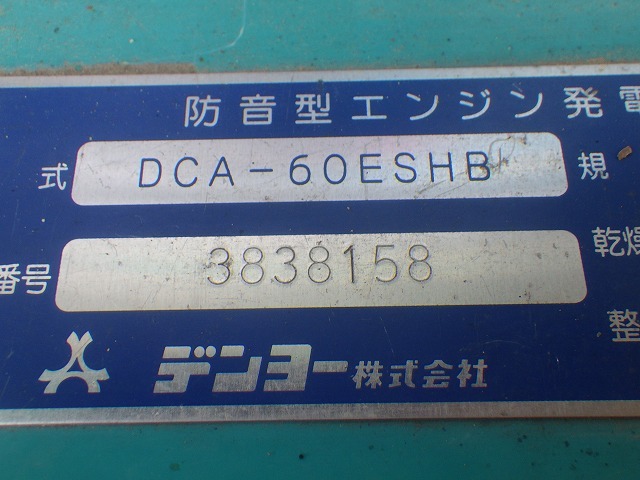 防音型エンジン発電
式 DCA-60ESHB 規
乾燥
番号 3838158
整
デンヨー株式会社